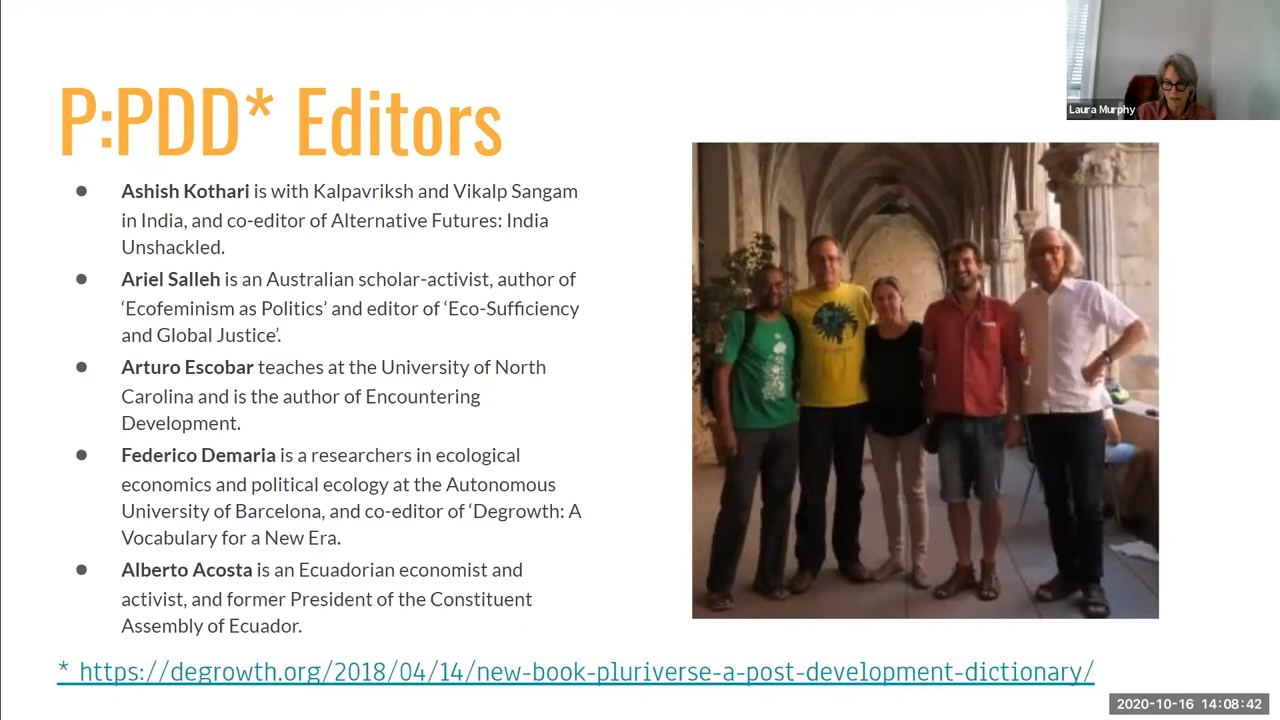 Laura Murphy
P:PDD* Editors
● Ashish Kothari is with Kalpavriksh and Vikalp Sangam
in India, and co-editor of Alternative Futures: India
Unshackled.
● Ariel Salleh is an Australian scholar-activist, author of
‘Ecofeminism as Politics’ and editor of ‘Eco-Sufficiency
and Global Justice’.
● Arturo Escobar teaches at the University of North
Carolina and is the author of Encountering
Development.
● Federico Demaria is a researchers in ecological
economics and political ecology at the Autonomous
University of Barcelona, and co-editor of ‘Degrowth: A
Vocabulary for a New Era.
● Alberto Acosta is an Ecuadorian economist and
activist, and former President of the Constituent
Assembly of Ecuador.
* https://degrowth.org/2018/04/14/new-book-pluriverse-a-post-development-dictionary/
2020-10-16 14:08:42